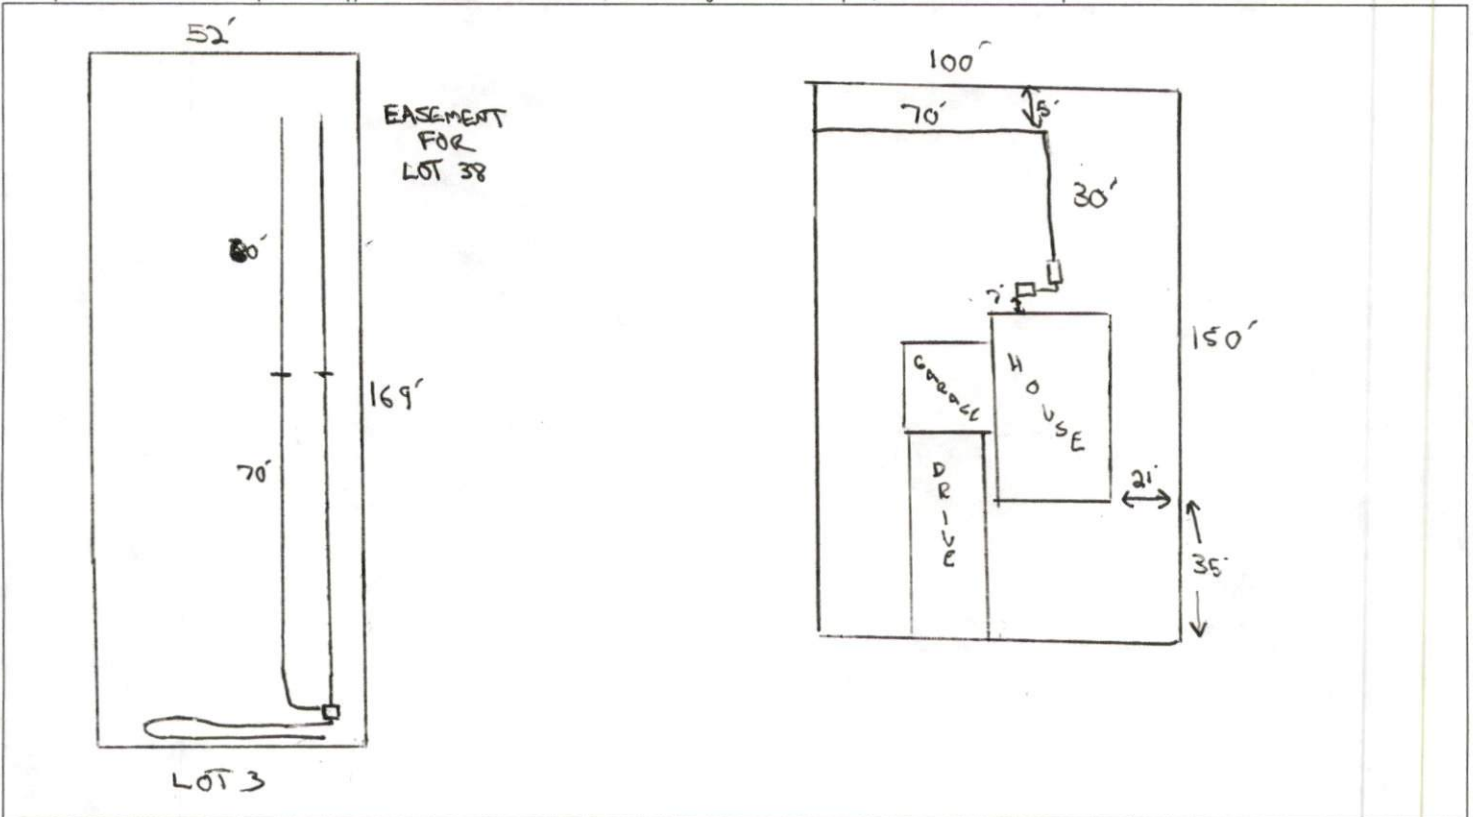 52'
EASEMENT
FOR
LOT 38
70'
169'
LOT 3
100'
70'
5'
30'
7'
150'
GARAGE
HOUSE
DRIVE
21'
35'